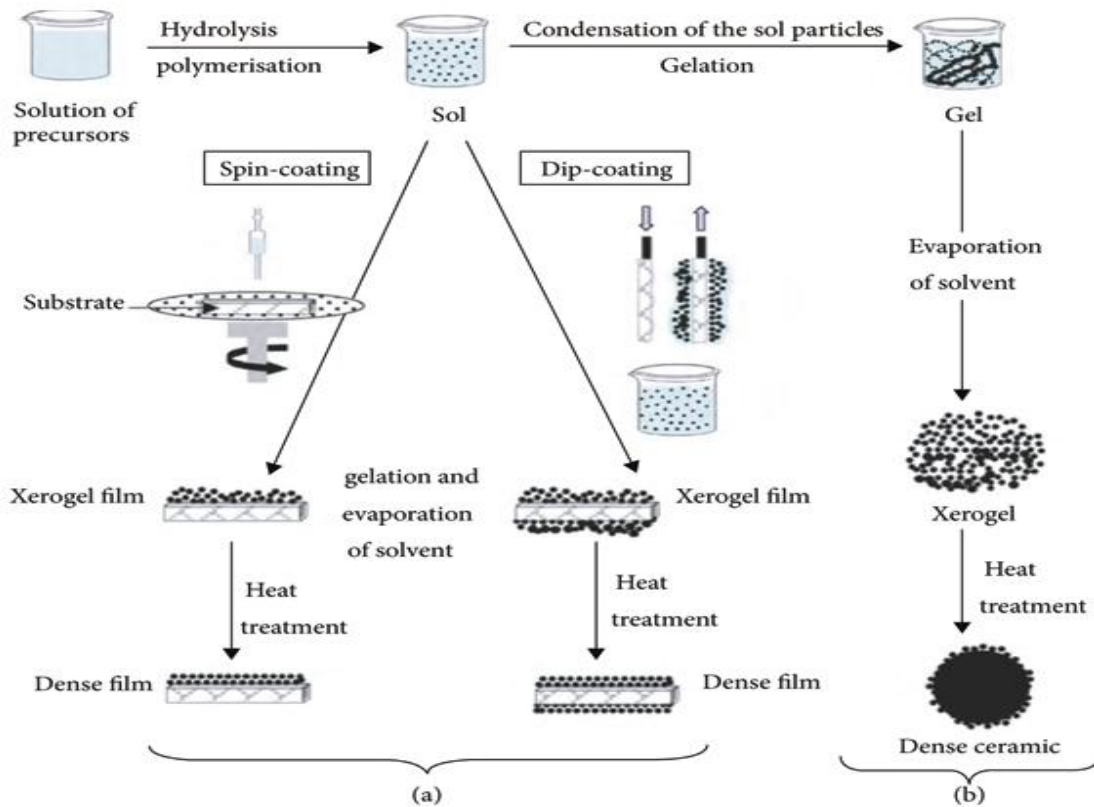 Hydrolysis
polymerisation
Condensation of the sol particles
Gelation
Solution of
precursors
Sol
Gel
Spin-coating
Dip-coating
Substrate
Evaporation
of solvent
Xerogel film
gelation and
evaporation
of solvent
Xerogel film
Xerogel
Heat
treatment
Heat
treatment
Heat
treatment
Dense film
Dense film
Dense ceramic
(a)
(b)